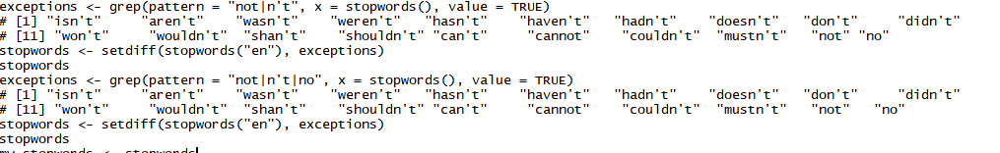 exceptions <- grep(pattern = "not|n't", x = stopwords(), value = TRUE)
# [1] "isn't" "aren't" "wasn't" "weren't" "hasn't" "haven't" "hadn't" "doesn't" "don't" "didn't"
# [11] "won't" "wouldn't" "shan't" "shouldn't" "can't" "cannot" "couldn't" "mustn't" "not" "no"
stopwords <- setdiff(stopwords("en"), exceptions)
stopwords
exceptions <- grep(pattern = "not|n't|no", x = stopwords(), value = TRUE)
# [1] "isn't" "aren't" "wasn't" "weren't" "hasn't" "haven't" "hadn't" "doesn't" "don't" "didn't"
# [11] "won't" "wouldn't" "shan't" "shouldn't" "can't" "cannot" "couldn't" "mustn't" "not" "no"
stopwords <- setdiff(stopwords("en"), exceptions)
stopwords
my_stopwords <- stopwords